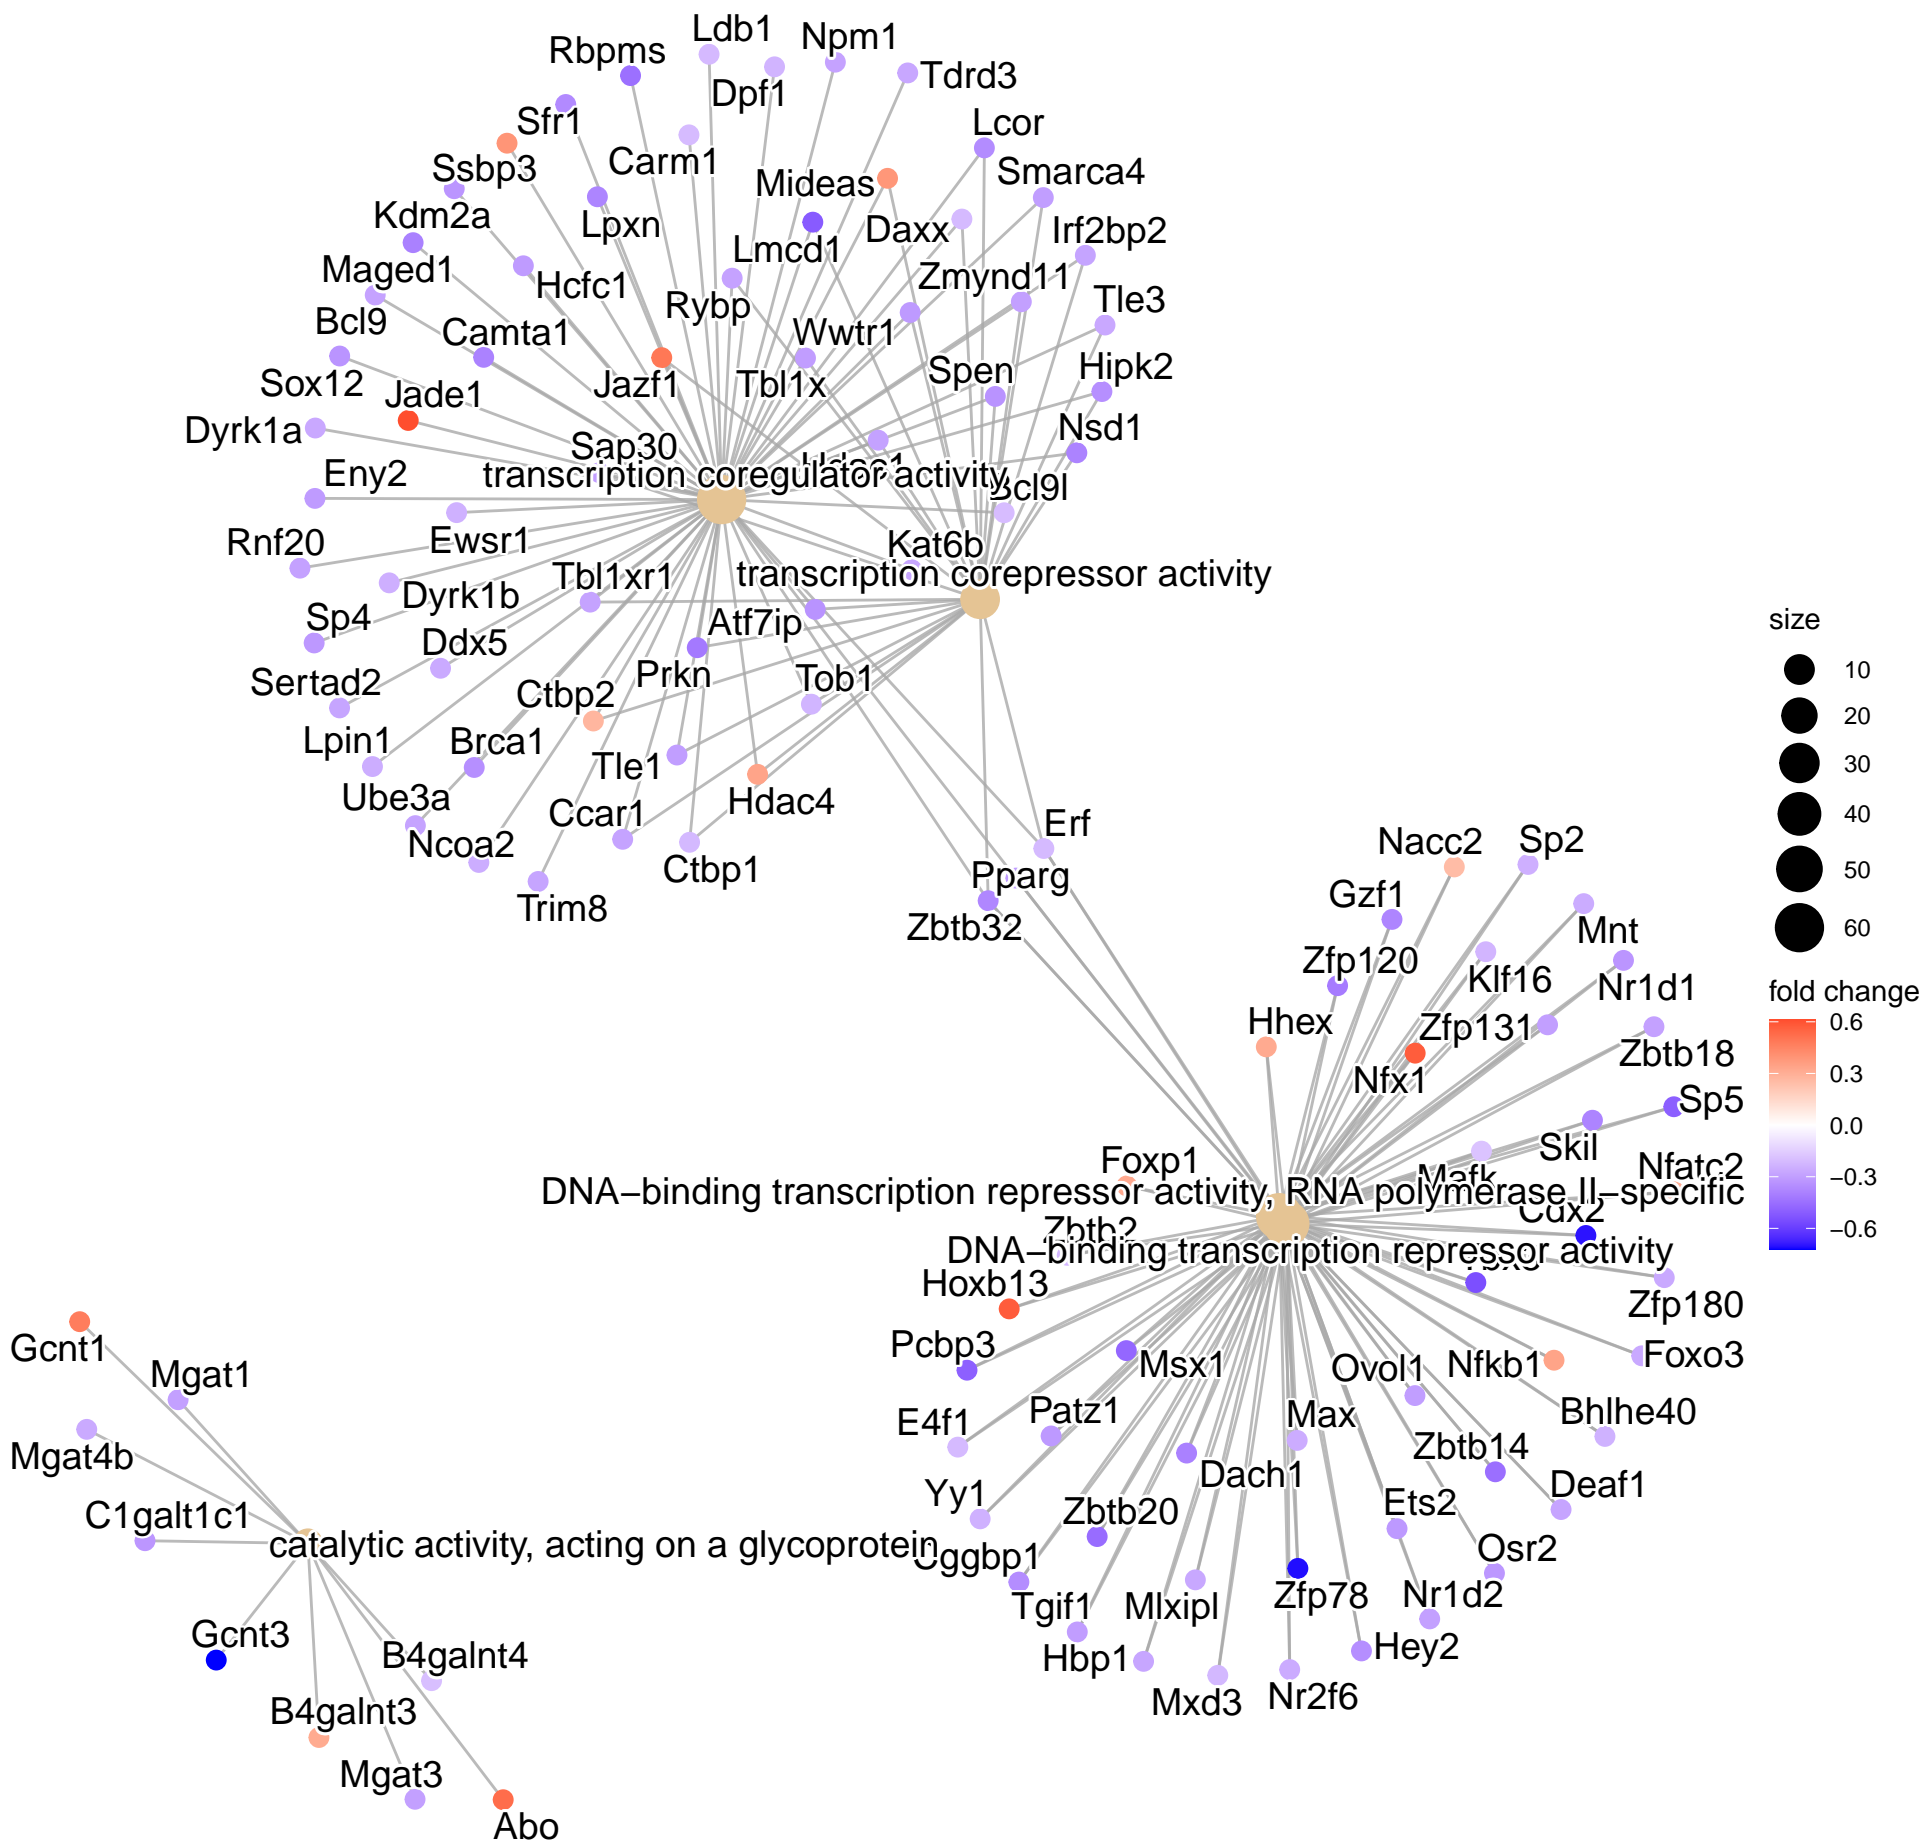 Ldb1
Npm1
Rbpms
Dpf1
Tdrd3
Sfr1
Lcor
Carm1
Ssbp3
Mideas
Smarca4
Kdm2a
Lpxn
Daxx
Irf2bp2
Lmcd1
Maged1
Hcfc1
Zmynd11
Rybp
Tle3
Bcl9
Camta1
Wwtr1
Sox12
Jade1
Jazf1
Tbl1x
Spen
Hipk2
Dyrk1a
Sap30
Nsd1
Eny2
transcription coregulator activity
Bcl9l
Rnf20
Ewsr1
Kat6b
Tbl1xr1
transcription corepressor activity
Dyrk1b
Sp4
Ddx5
Atf7ip
Sertad2
Ctbp2
Prkn
Tob1
Lpin1
Brca1
Tle1
Ube3a
Ccar1
Hdac4
Ncoa2
Ctbp1
Trim8
Erf
Pparg
Zbtb32
size
10
20
30
40
50
60
fold change
0.6
0.3
0.0
−0.3
−0.6
Nacc2
Sp2
Gzf1
Mnt
Zfp120
Klf16
Nr1d1
Hhex
Zfp131
Zbtb18
Nfx1
Sp5
Skil
Foxp1
Mafk
Nfatc2
DNA−binding transcription repressor activity, RNA polymerase II−specific
Cdx2
Zbtb2
DNA−binding transcription repressor activity
Hoxb13
Zfp180
Pcbp3
Msx1
Ovol1
Nfkb1
Foxo3
E4f1
Patz1
Max
Bhlhe40
Zbtb14
Yy1
Dach1
Deaf1
Zbtb20
Ets2
Cggbp1
Osr2
Tgif1
Mlxipl
Zfp78
Nr1d2
Hbp1
Hey2
Mxd3
Nr2f6
Gcnt1
Mgat1
Mgat4b
C1galt1c1
catalytic activity, acting on a glycoprotein
Gcnt3
B4galnt4
B4galnt3
Mgat3
Abo